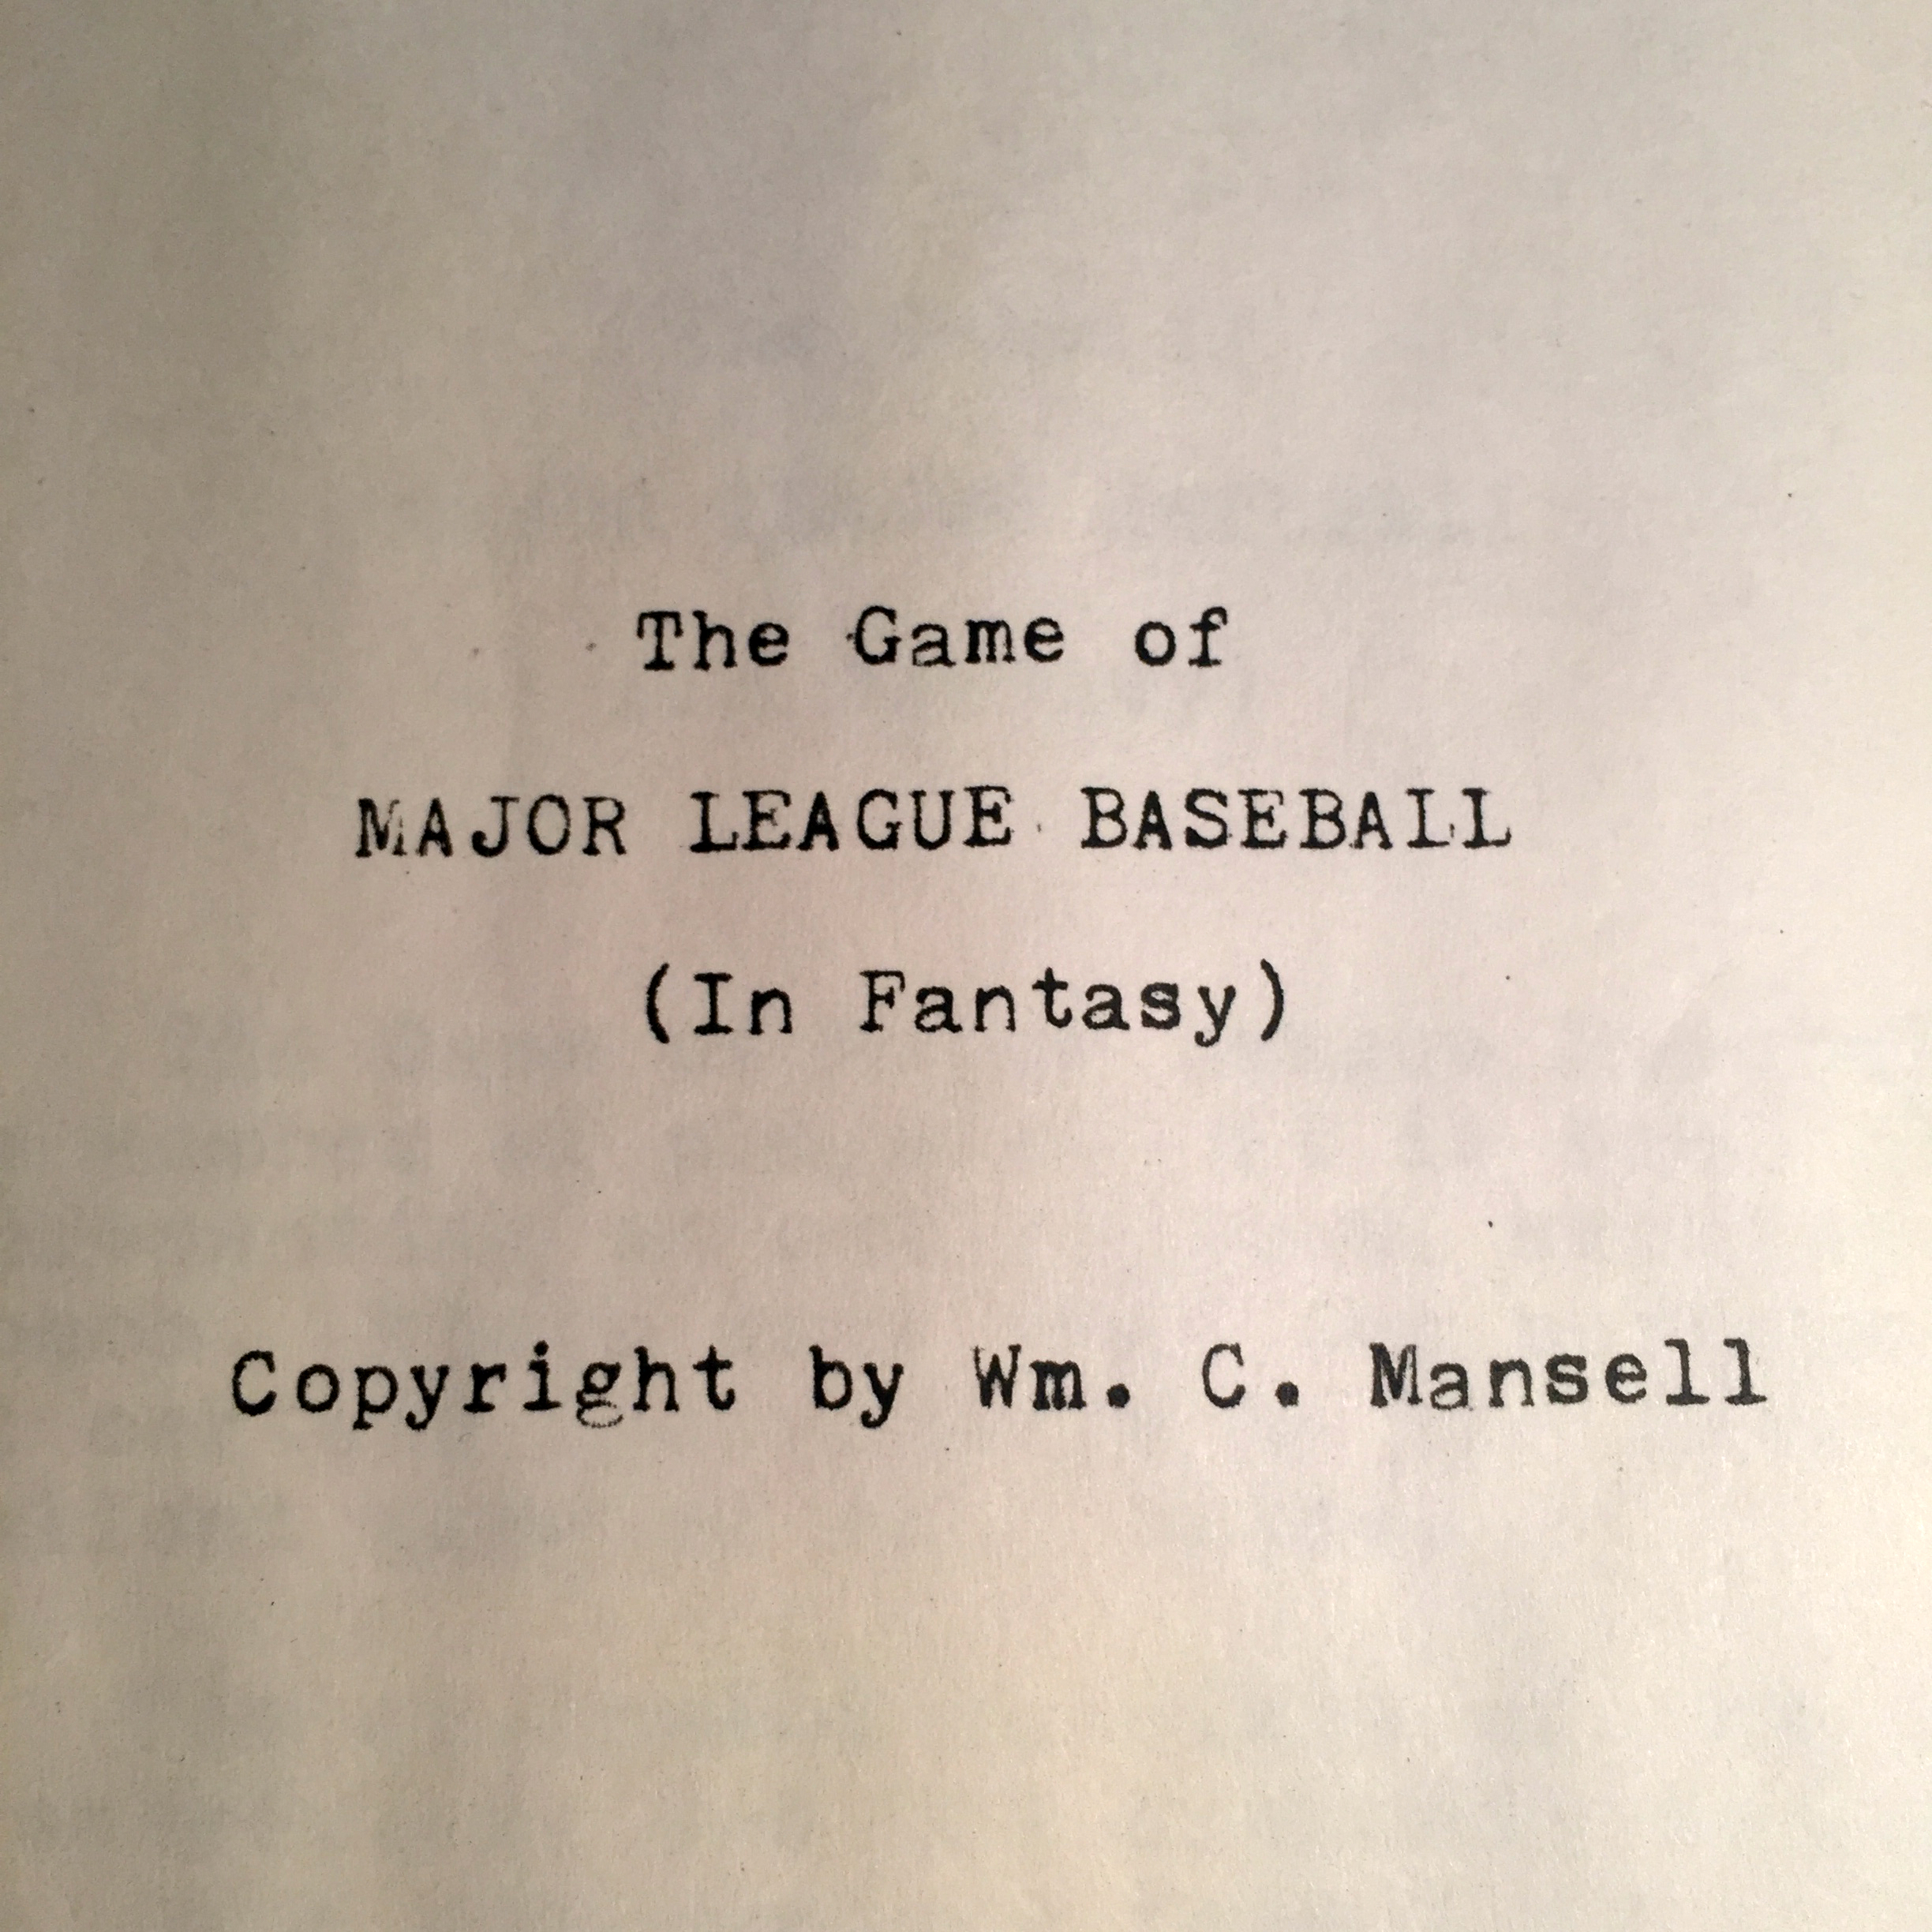 The Game of
MAJOR LEAGUE BASEBALL
(In Fantasy)
Copyright by Wm. C. Mansell